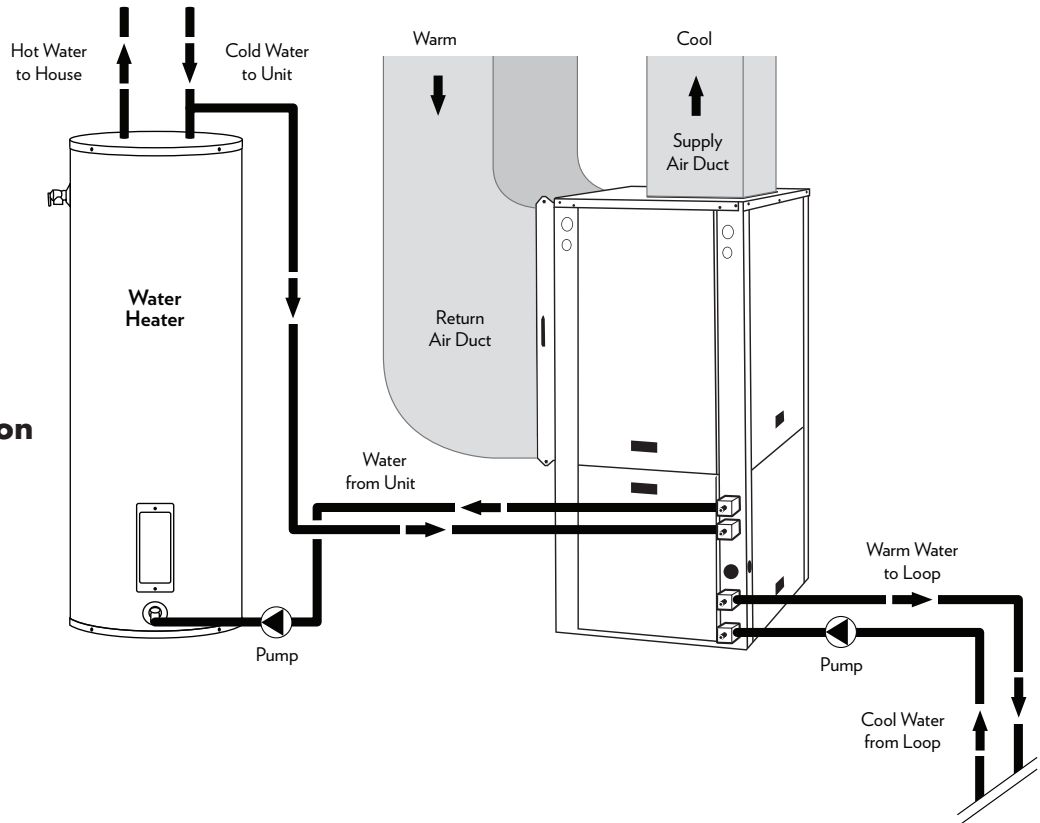 Hot Water
to House
Cold Water
to Unit
Warm
Cool
Supply
Air Duct
Water
Heater
Return
Air Duct
on
Water
from Unit
Warm Water
to Loop
Pump
Pump
Cool Water
from Loop